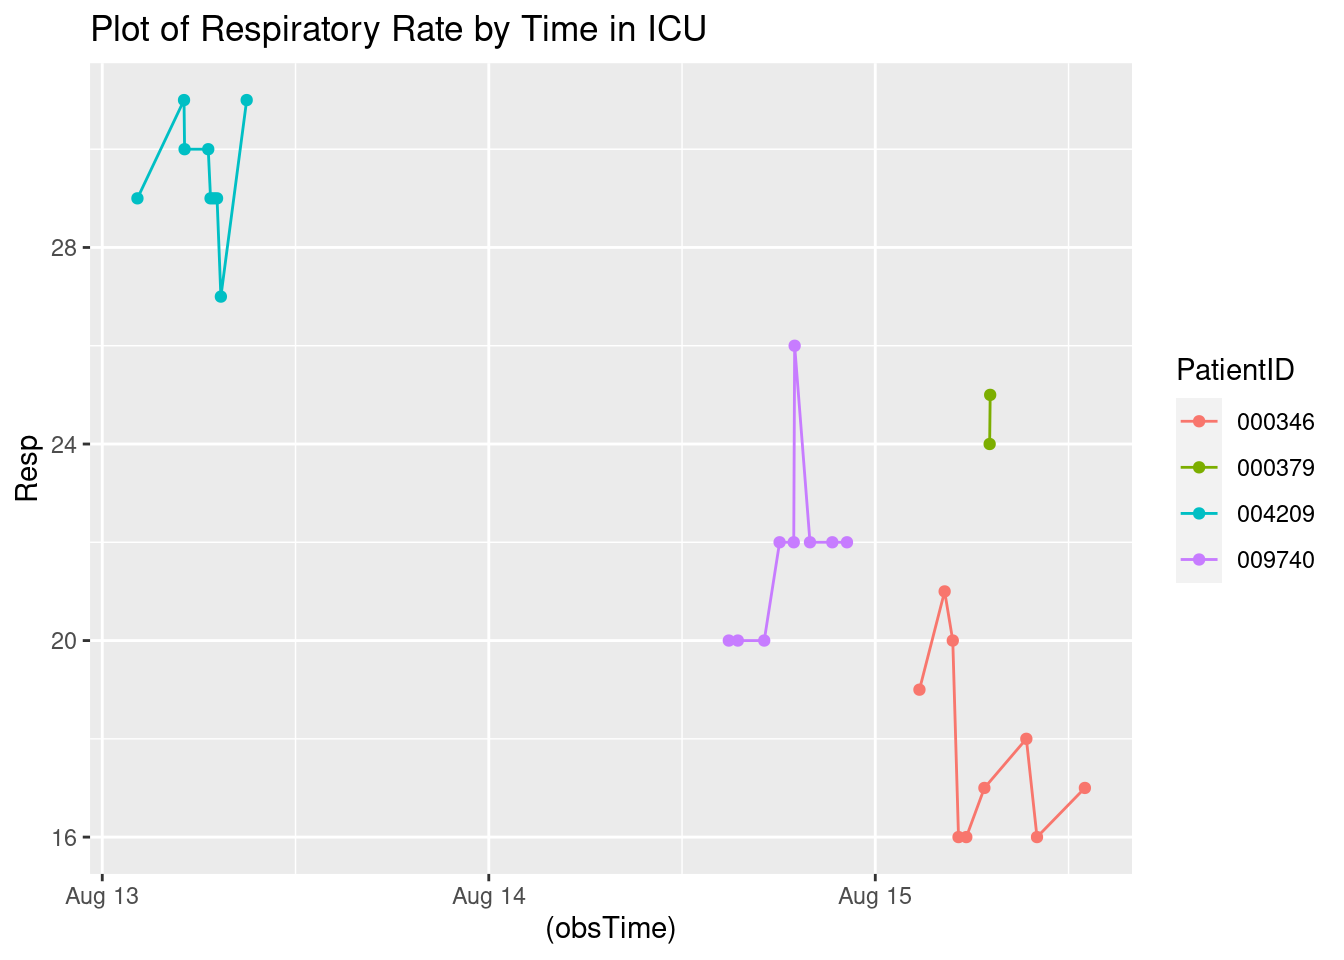 Plot of Respiratory Rate by Time in ICU
28
24
20
16
Resp
Aug 13
Aug 14
Aug 15
(obsTime)
PatientID
000346
000379
004209
009740